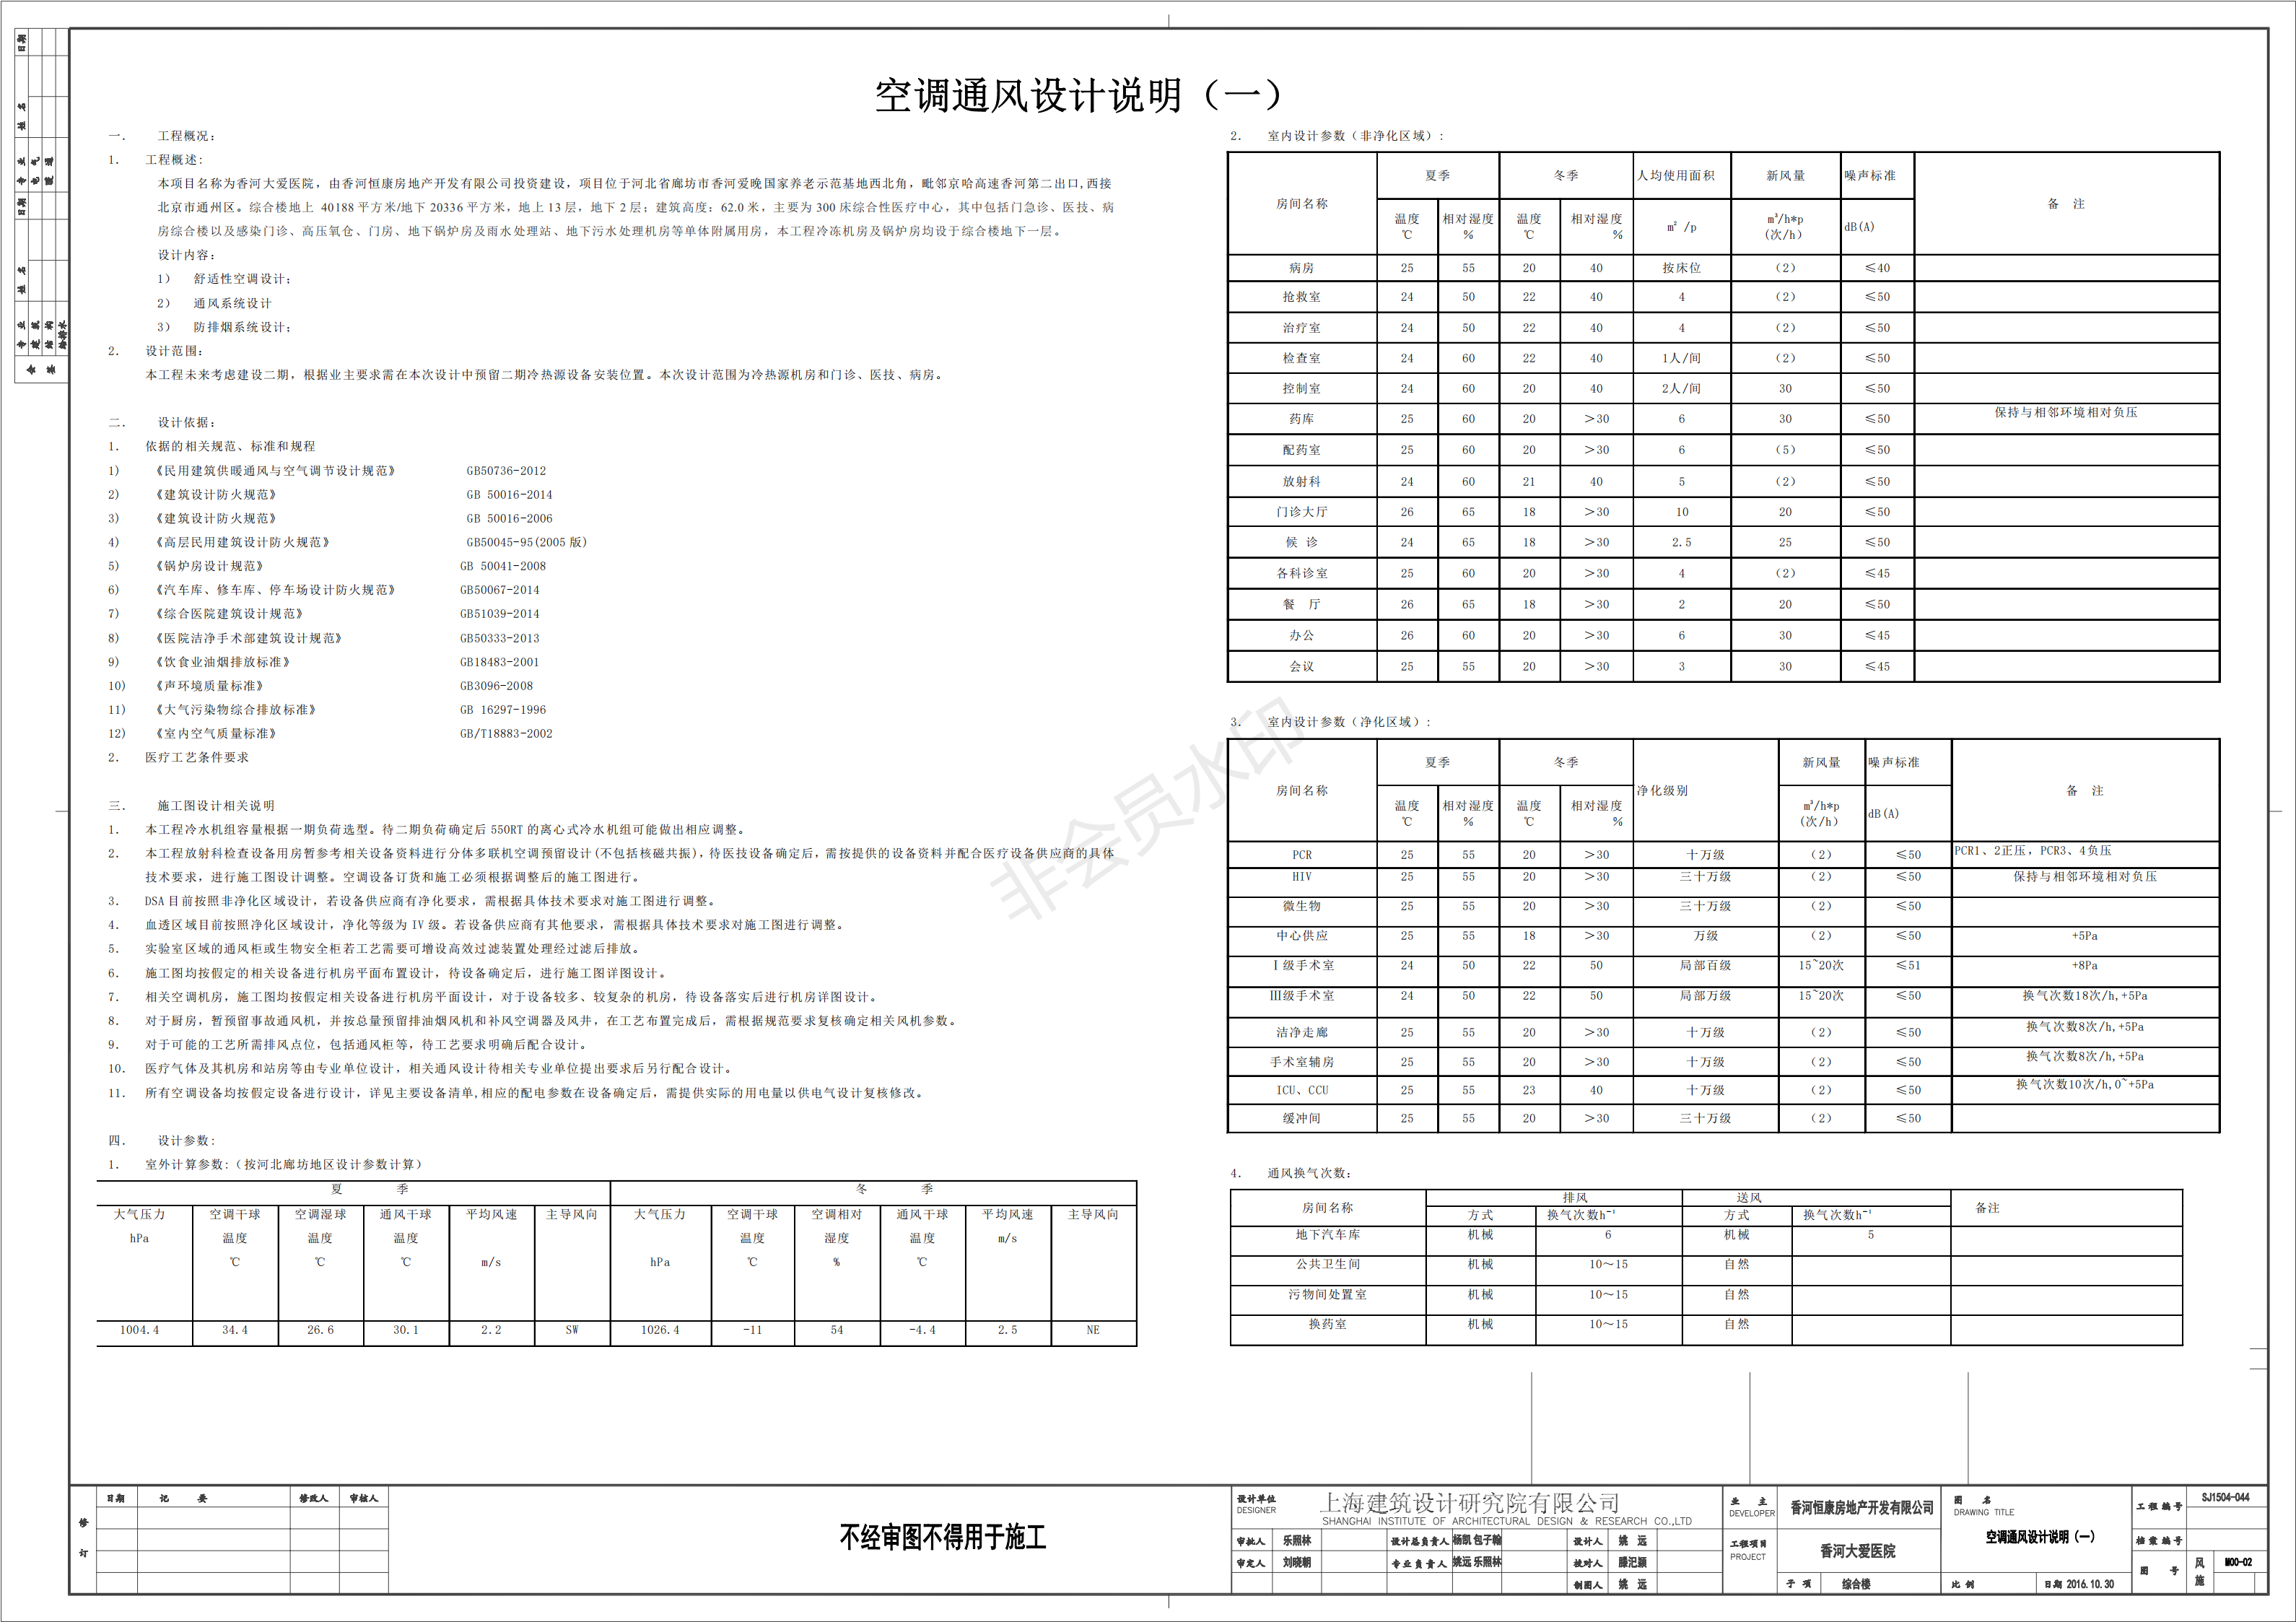 空调通风设计说明（一）
一. 工程概况：
1. 工程概述：
本项目名称为香河大爱医院，由香河恒康房地产开发有限公司投资建设，项目位于河北省廊坊市香河爱晚国家养老示范基地西北角，毗邻京哈高速香河第二出口,西接
北京市通州区。综合楼地上 40188 平方米/地下 20336 平方米，地上 13 层，地下 2 层；建筑高度：62.0 米，主要为 300 床综合性医疗中心，其中包括门急诊、医技、病
房综合楼以及感染门诊、高压氧仓、门房、地下锅炉房及雨水处理站、地下污水处理机房等单体附属用房，本工程冷冻机房及锅炉房均设于综合楼地下一层。
设计内容：
1） 舒适性空调设计；
2） 通风系统设计
3） 防排烟系统设计；
2. 设计范围：
本工程未来考虑建设二期，根据业主要求需在本次设计中预留二期冷热源设备安装位置。本次设计范围为冷热源机房和门诊、医技、病房。
二. 设计依据：
1. 依据的相关规范、标准和规程
1) 《民用建筑供暖通风与空气调节设计规范》 GB50736-2012
2) 《建筑设计防火规范》 GB 50016-2014
3) 《建筑设计防火规范》 GB 50016-2006
4) 《高层民用建筑设计防火规范》 GB50045-95(2005 版)
5) 《锅炉房设计规范》 GB 50041-2008
6) 《汽车库、修车库、停车场设计防火规范》 GB50067-2014
7) 《综合医院建筑设计规范》 GB51039-2014
8) 《医院洁净手术部建筑设计规范》 GB50333-2013
9) 《饮食业油烟排放标准》 GB18483-2001
10) 《声环境质量标准》 GB3096-2008
11) 《大气污染物综合排放标准》 GB 16297-1996
12) 《室内空气质量标准》 GB/T18883-2002
2. 医疗工艺条件要求
三. 施工图设计相关说明
1. 本工程冷水机组容量根据一期负荷选型。待二期负荷确定后 550RT 的离心式冷水机组可能做出相应调整。
2. 本工程放射科检查设备用房暂参考相关设备资料进行分体多联机空调预留设计(不包括核磁共振),待医技设备确定后，需按提供的设备资料并配合医疗设备供应商的具体
技术要求，进行施工图设计调整。空调设备订货和施工必须根据调整后的施工图进行。
3. DSA 目前按照非净化区域设计，若设备供应商有净化要求，需根据具体技术要求对施工图进行调整。
4. 血透区域目前按照净化区域设计，净化等级为 IV 级。若设备供应商有其他要求，需根据具体技术要求对施工图进行调整。
5. 实验室区域的通风柜或生物安全柜若工艺需要可增设高效过滤装置处理经过滤后排放。
6. 施工图均按假定的相关设备进行机房平面布置设计，待设备确定后，进行施工图详图设计。
7. 相关空调机房，施工图均按假定相关设备进行机房平面设计，对于设备较多、较复杂的机房，待设备落实后进行机房详图设计。
8. 对于厨房，暂预留事故通风机，并按总量预留排油烟风机和补风空调器及风井，在工艺布置完成后，需根据规范要求复核确定相关风机参数。
9. 对于可能的工艺所需排风点位，包括通风柜等，待工艺要求明确后配合设计。
10. 医疗气体及其机房和站房等由专业单位设计，相关通风设计待相关专业单位提出要求后另行配合设计。
11. 所有空调设备均按假定设备进行设计，详见主要设备清单,相应的配电参数在设备确定后，需提供实际的用电量以供电气设计复核修改。
四. 设计参数：
1. 室外计算参数:（按河北廊坊地区设计参数计算）
夏 季 冬 季
大气压力 空调干球 空调湿球 通风干球 平均风速 主导风向 大气压力 空调干球 空调相对 通风干球 平均风速 主导风向
hPa 温度 温度 温度 温度 湿度 温度 m/s
℃ ℃ ℃ m/s hPa ℃ % ℃
1004.4 34.4 26.6 30.1 2.2 SW 1026.4 -11 54 -4.4 2.5 NE
2. 室内设计参数（非净化区域）：
房间名称 夏季 冬季 人均使用面积 新风量 噪声标准 备 注
温度 相对湿度 温度 相对湿度 m² /p m³/h*p dB(A)
℃ % ℃ % (次/h)
病房 25 55 20 40 按床位 （2） ≤40
抢救室 24 50 22 40 4 （2） ≤50
治疗室 24 50 22 40 4 （2） ≤50
检查室 24 60 22 40 1人/间 （2） ≤50
控制室 24 60 20 40 2人/间 30 ≤50
药库 25 60 20 ＞30 6 30 ≤50 保持与相邻环境相对负压
配药室 25 60 20 ＞30 6 （5） ≤50
放射科 24 60 21 40 5 （2） ≤50
门诊大厅 26 65 18 ＞30 10 20 ≤50
候 诊 24 65 18 ＞30 2.5 25 ≤50
各科诊室 25 60 20 ＞30 4 （2） ≤45
餐 厅 26 65 18 ＞30 2 20 ≤50
办公 26 60 20 ＞30 6 30 ≤45
会议 25 55 20 ＞30 3 30 ≤45
3. 室内设计参数（净化区域）：
房间名称 夏季 冬季 净化级别 新风量 噪声标准 备 注
温度 相对湿度 温度 相对湿度 m³/h*p dB(A)
℃ % ℃ % (次/h)
PCR 25 55 20 ＞30 十万级 （2） ≤50 PCR1、2正压，PCR3、4负压
HIV 25 55 20 ＞30 三十万级 （2） ≤50 保持与相邻环境相对负压
微生物 25 55 20 ＞30 三十万级 （2） ≤50
中心供应 25 55 18 ＞30 万级 （2） ≤50 +5Pa
Ⅰ级手术室 24 50 22 50 局部百级 15~20次 ≤51 +8Pa
Ⅲ级手术室 24 50 22 50 局部万级 15~20次 ≤50 换气次数18次/h,+5Pa
洁净走廊 25 55 20 ＞30 十万级 （2） ≤50 换气次数8次/h,+5Pa
手术室辅房 25 55 20 ＞30 十万级 （2） ≤50 换气次数8次/h,+5Pa
ICU、CCU 25 55 23 40 十万级 （2） ≤50 换气次数10次/h,0~+5Pa
缓冲间 25 55 20 ＞30 三十万级 （2） ≤50
4. 通风换气次数：
房间名称 排风 送风 备注
方式 换气次数h⁻¹ 方式 换气次数h⁻¹
地下汽车库 机械 6 机械 5
公共卫生间 机械 10～15 自然
污物间处置室 机械 10～15 自然
换药室 机械 10～15 自然
非会员水印
日期
姓 名
专 业 电 气 暖 通
日期
姓 名
专 业 建 筑 结 构 给排水
会 签
修 订
日期 记 要 修改人 审核人
不经审图不得用于施工
设计单位 DESIGNER
上海建筑设计研究院有限公司
SHANGHAI INSTITUTE OF ARCHITECTURAL DESIGN & RESEARCH CO.,LTD
审批人 乐照林 设计总负责人 杨凯 包子翰 设计人 姚 远
审定人 刘晓朝 专业负责人 姚远 乐照林 校对人 滕汜颖
制图人 姚 远
业 主 DEVELOPER 香河恒康房地产开发有限公司
工程项目 PROJECT 香河大爱医院
子 项 综合楼
图 名 DRAWING TITLE
空调通风设计说明（一）
比 例 日期 2016.10.30
工程编号 SJ1504-044
档案编号
图 号 风施 M00-02